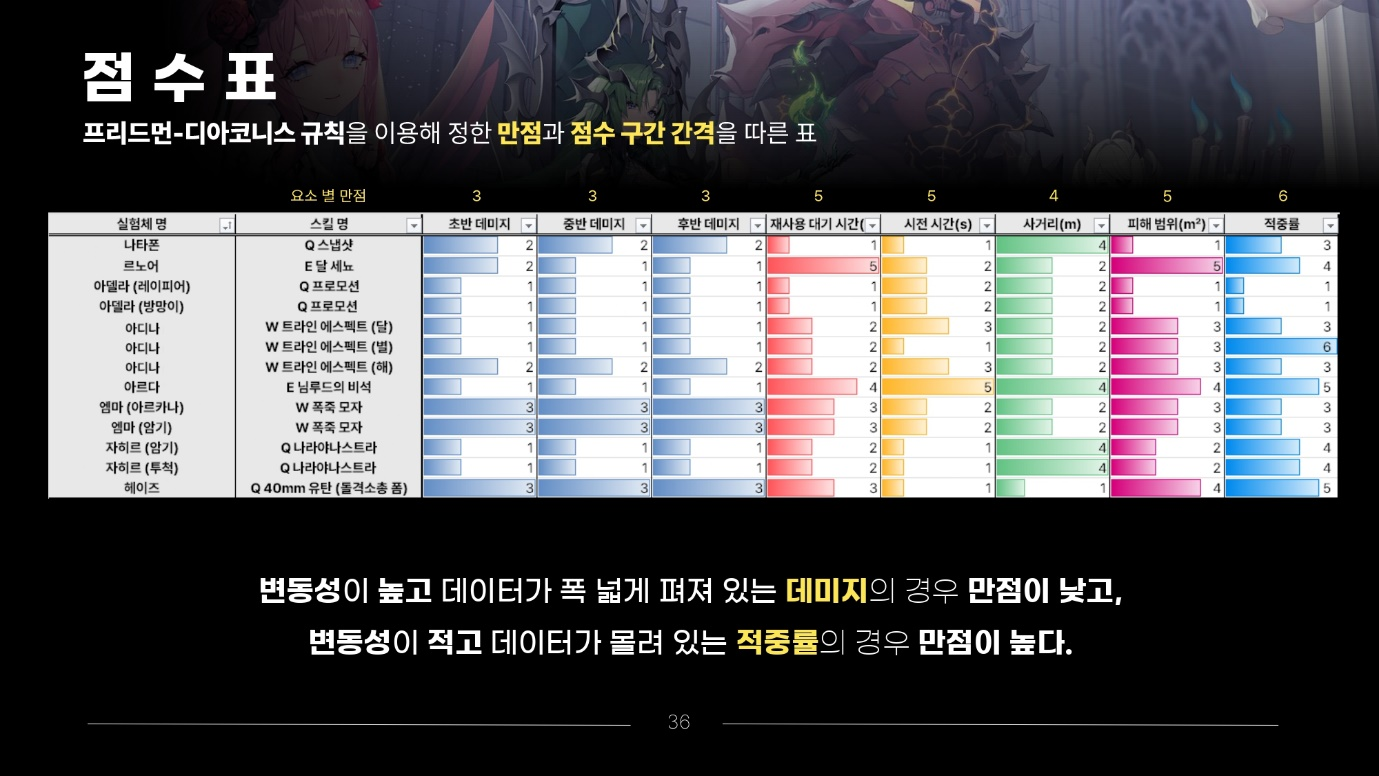 점수표
프리드먼-디아코니스 규칙을 이용해 정한 만점과 점수 구간 간격을 따른 표
요소 별 만점 3 3 3 5 5 4 5 6
실험체 명 스킬 명 초반 데미지 중반 데미지 후반 데미지 재사용 대기 시간( 시전 시간(s) 사거리(m) 피해 범위(m²) 적중률
나타폰 Q 스냅샷 2 2 2 1 1 4 1 3
르노어 E 달 세뇨 2 1 1 5 2 2 5 4
아델라 (레이피어) Q 프로모션 1 1 1 1 2 2 1 1
아델라 (방망이) Q 프로모션 1 1 1 1 2 2 1 1
아디나 W 트라인 에스펙트 (달) 1 1 1 2 3 2 3 3
아디나 W 트라인 에스펙트 (별) 1 1 1 2 1 2 3 6
아디나 W 트라인 에스펙트 (해) 2 2 2 2 3 2 3 3
아르다 E 님루드의 비석 1 1 1 4 5 4 4 5
엠마 (아르카나) W 폭죽 모자 3 3 3 3 2 2 3 3
엠마 (암기) W 폭죽 모자 3 3 3 3 2 2 3 3
자히르 (암기) Q 나라야나스트라 1 1 1 2 1 4 2 4
자히르 (투척) Q 나라야나스트라 1 1 1 2 1 4 2 4
헤이즈 Q 40mm 유탄 (돌격소총 폼) 3 3 3 3 1 1 4 5
변동성이 높고 데이터가 폭 넓게 펴져 있는 데미지의 경우 만점이 낮고,
변동성이 적고 데이터가 몰려 있는 적중률의 경우 만점이 높다.
36